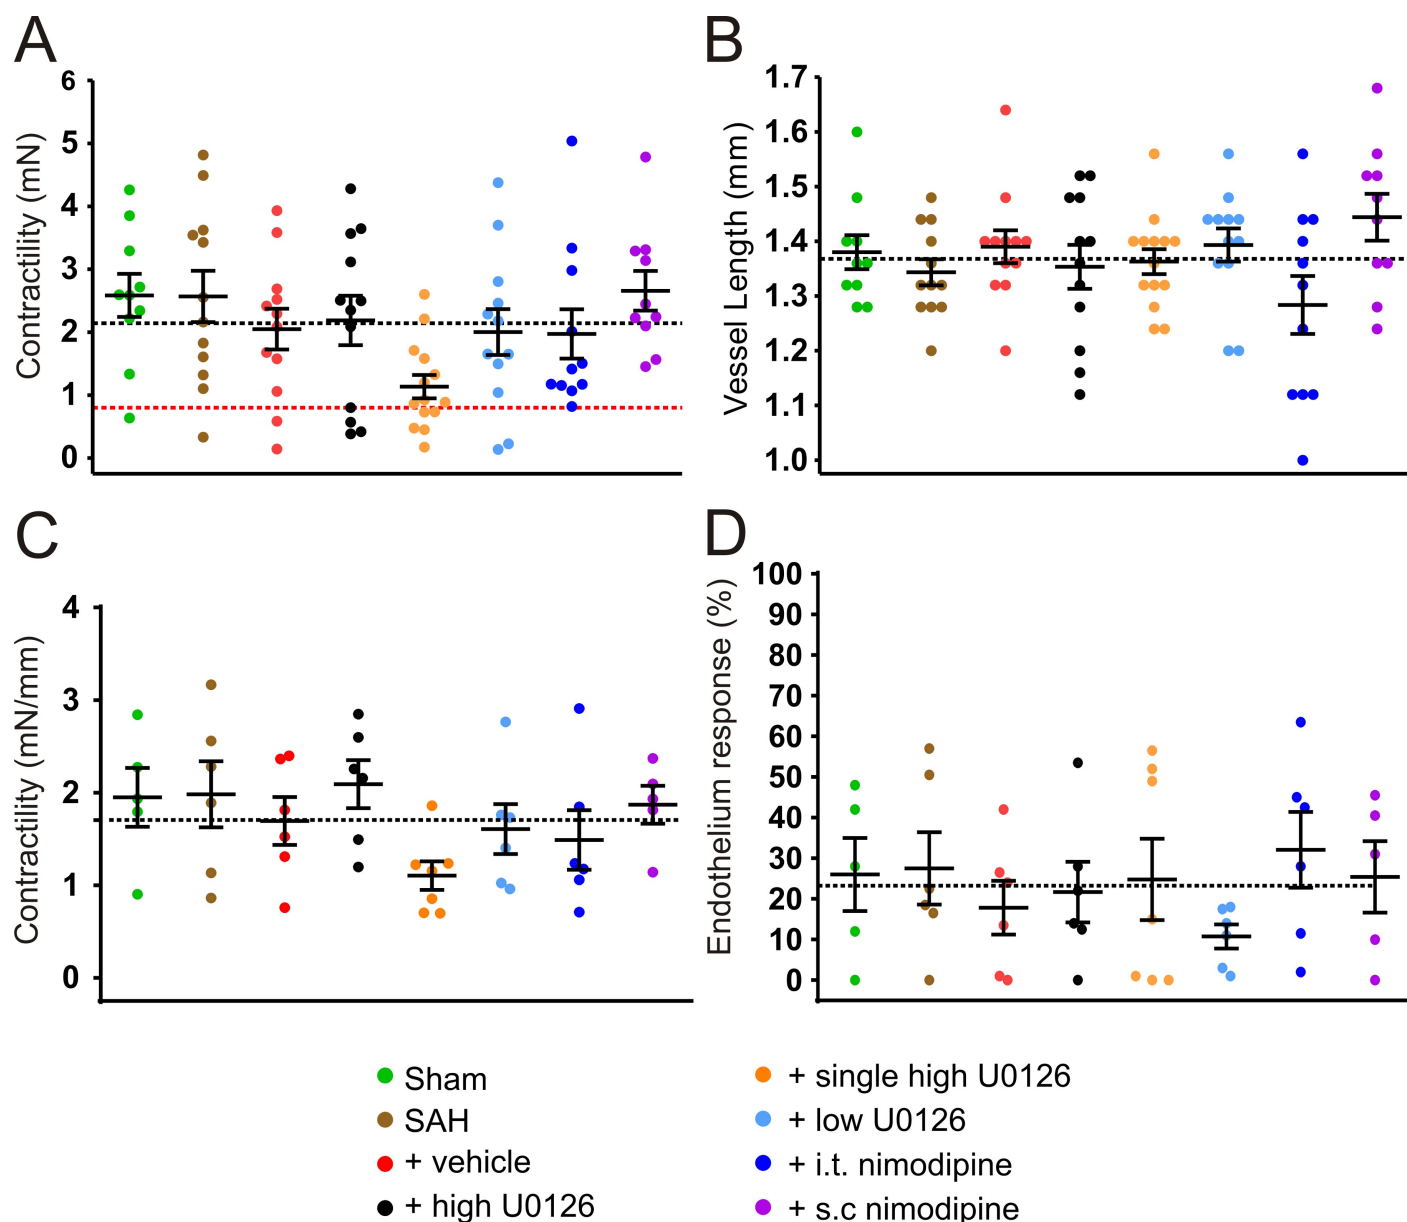 A
B
6
5
4
3
2
1
0
Contractility (mN)
1.7
1.6
1.5
1.4
1.3
1.2
1.1
1.0
Vessel Length (mm)
C
D
4
3
2
1
0
Contractility (mN/mm)
100
90
80
70
60
50
40
30
20
10
0
Endothelium response (%)
Sham
SAH
+ vehicle
+ high U0126
+ single high U0126
+ low U0126
+ i.t. nimodipine
+ s.c nimodipine